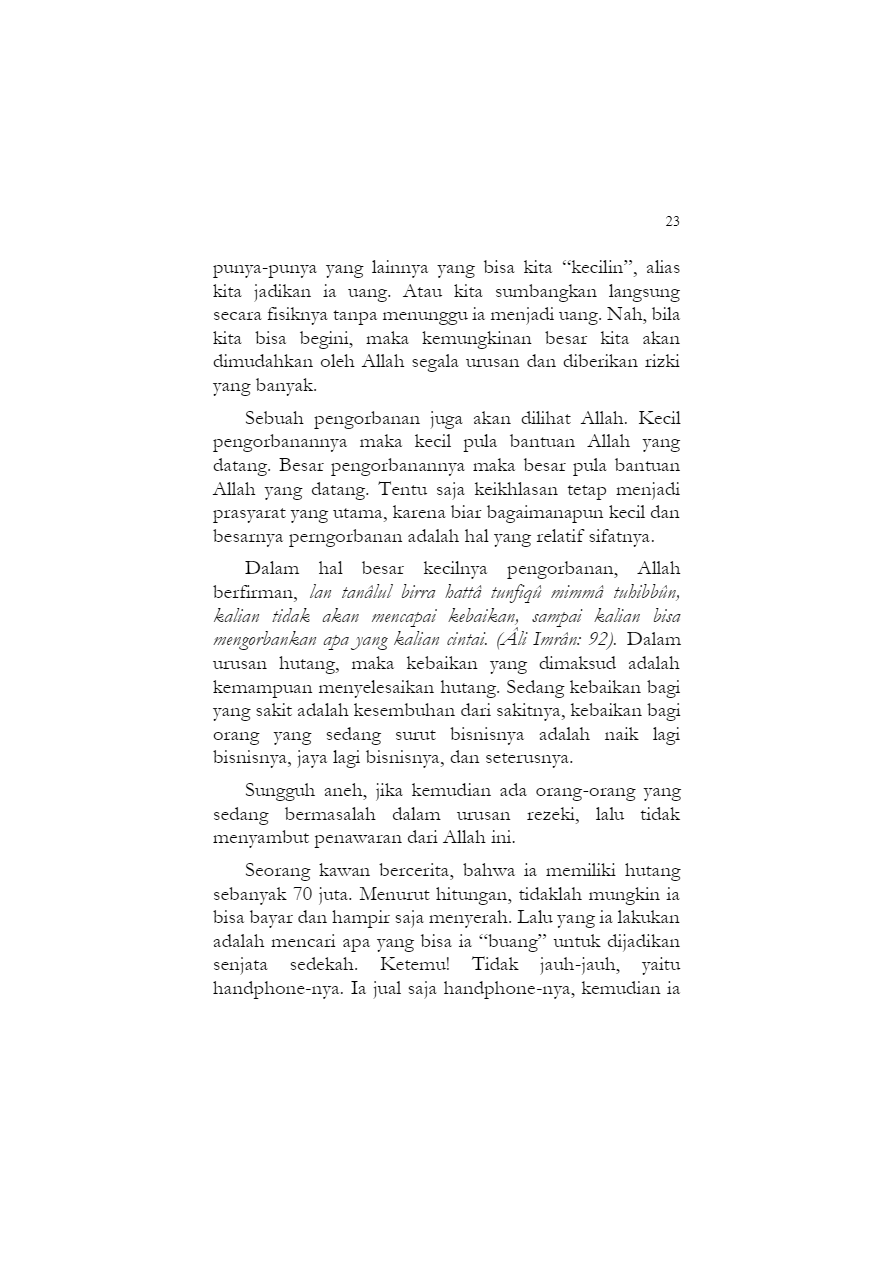 23
punya-punya yang lainnya yang bisa kita “kecilin”, alias
kita jadikan ia uang. Atau kita sumbangkan langsung
secara fisiknya tanpa menunggu ia menjadi uang. Nah, bila
kita bisa begini, maka kemungkinan besar kita akan
dimudahkan oleh Allah segala urusan dan diberikan rizki
yang banyak.
Sebuah pengorbanan juga akan dilihat Allah. Kecil
pengorbanannya maka kecil pula bantuan Allah yang
datang. Besar pengorbanannya maka besar pula bantuan
Allah yang datang. Tentu saja keikhlasan tetap menjadi
prasyarat yang utama, karena biar bagaimanapun kecil dan
besarnya perngorbanan adalah hal yang relatif sifatnya.
Dalam hal besar kecilnya pengorbanan, Allah
berfirman, lan tanâlul birra hattâ tunfiqû mimmâ tuhibbûn,
kalian tidak akan mencapai kebaikan, sampai kalian bisa
mengorbankan apa yang kalian cintai. (Âli Imrân: 92). Dalam
urusan hutang, maka kebaikan yang dimaksud adalah
kemampuan menyelesaikan hutang. Sedang kebaikan bagi
yang sakit adalah kesembuhan dari sakitnya, kebaikan bagi
orang yang sedang surut bisnisnya adalah naik lagi
bisnisnya, jaya lagi bisnisnya, dan seterusnya.
Sungguh aneh, jika kemudian ada orang-orang yang
sedang bermasalah dalam urusan rezeki, lalu tidak
menyambut penawaran dari Allah ini.
Seorang kawan bercerita, bahwa ia memiliki hutang
sebanyak 70 juta. Menurut hitungan, tidaklah mungkin ia
bisa bayar dan hampir saja menyerah. Lalu yang ia lakukan
adalah mencari apa yang bisa ia “buang” untuk dijadikan
senjata sedekah. Ketemu! Tidak jauh-jauh, yaitu
handphone-nya. Ia jual saja handphone-nya, kemudian ia